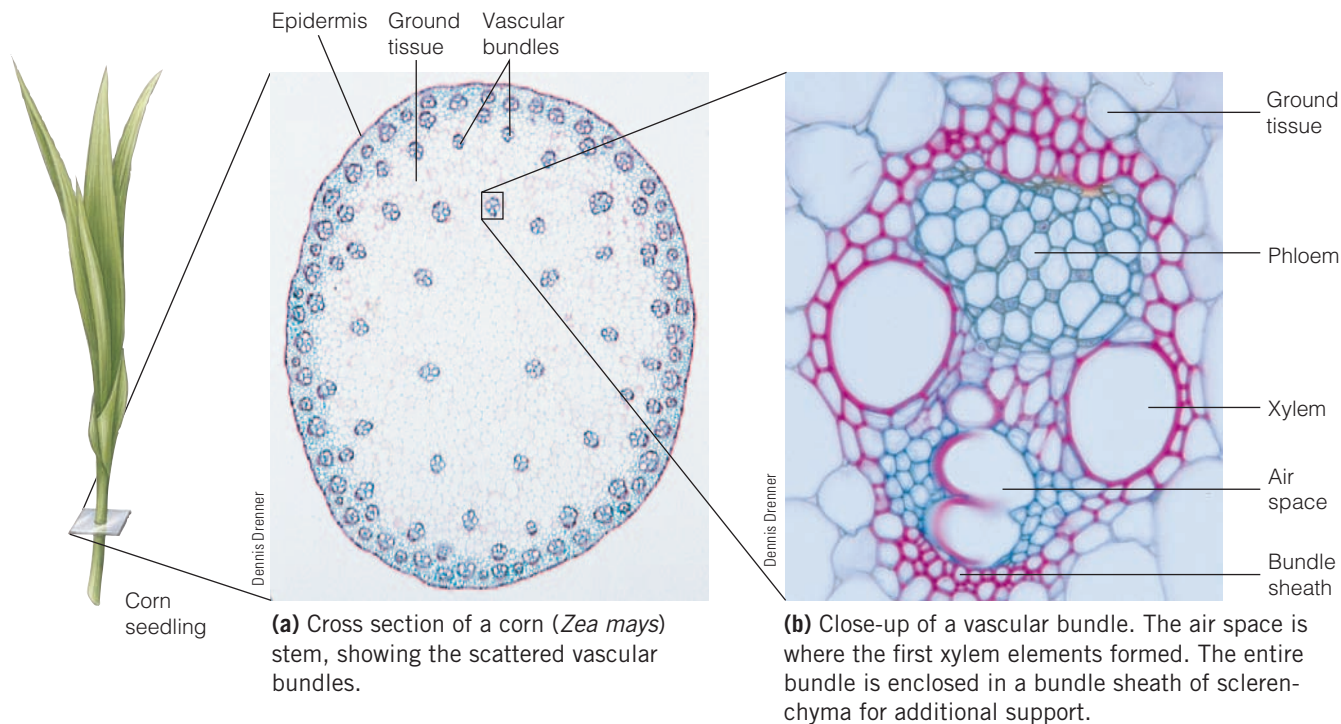 Epidermis
Ground
tissue
Vascular
bundles
Ground
tissue
Phloem
Xylem
Air
space
Bundle
sheath
Dennis Drenner
Dennis Drenner
Corn
seedling
(a) Cross section of a corn (Zea mays)
stem, showing the scattered vascular
bundles.
(b) Close-up of a vascular bundle. The air space is
where the first xylem elements formed. The entire
bundle is enclosed in a bundle sheath of scleren-
chyma for additional support.